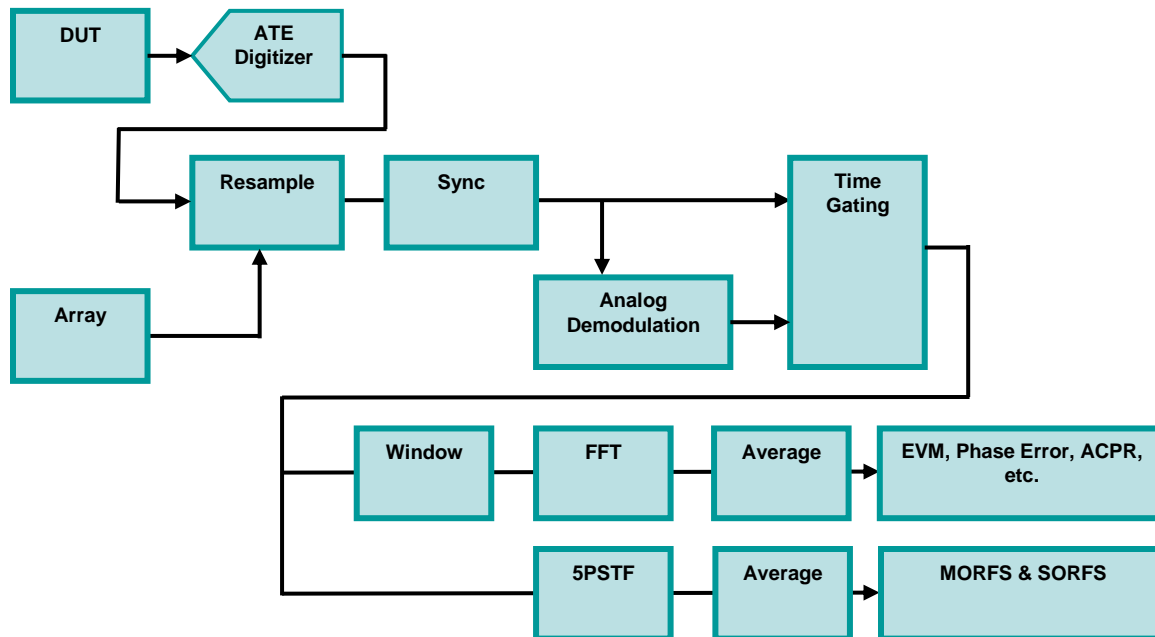 DUT
ATE
Digitizer
Resample
Sync
Time
Gating
Array
Analog
Demodulation
Window
FFT
Average
EVM, Phase Error, ACPR,
etc.
5PSTF
Average
MORFS & SORFS